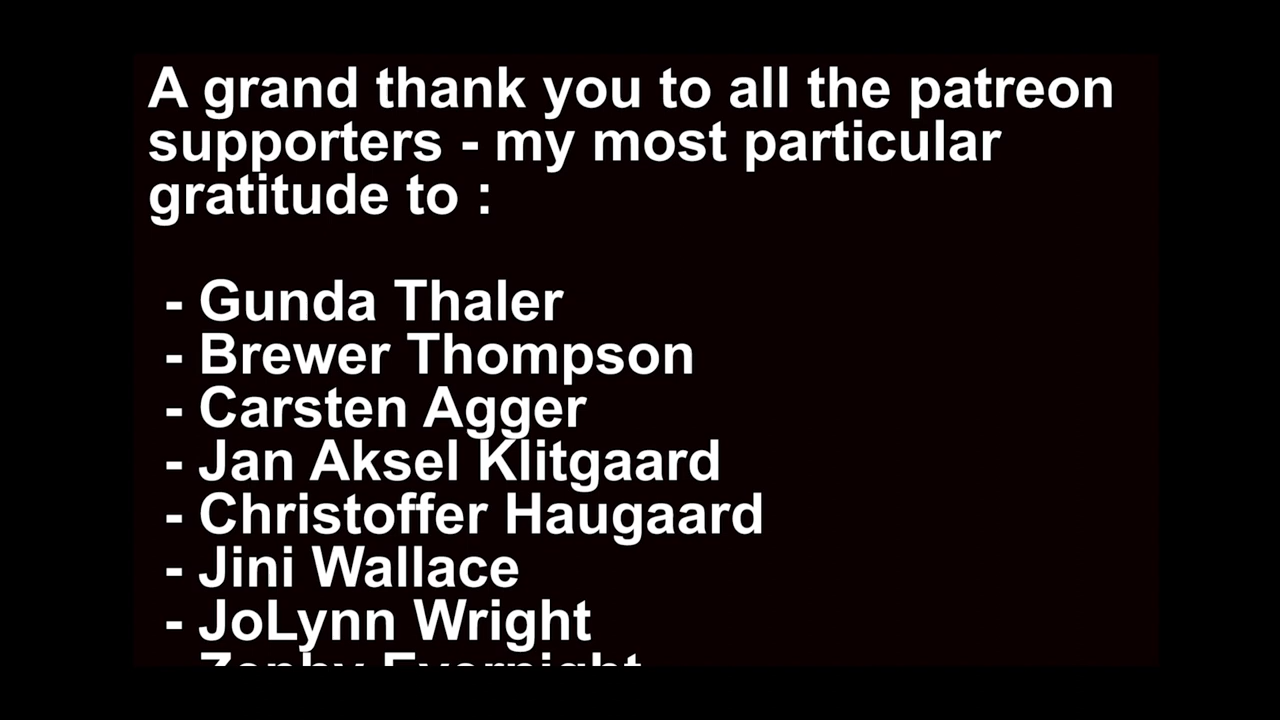 A grand thank you to all the patreon
supporters - my most particular
gratitude to :
- Gunda Thaler
- Brewer Thompson
- Carsten Agger
- Jan Aksel Klitgaard
- Christoffer Haugaard
- Jini Wallace
- JoLynn Wright